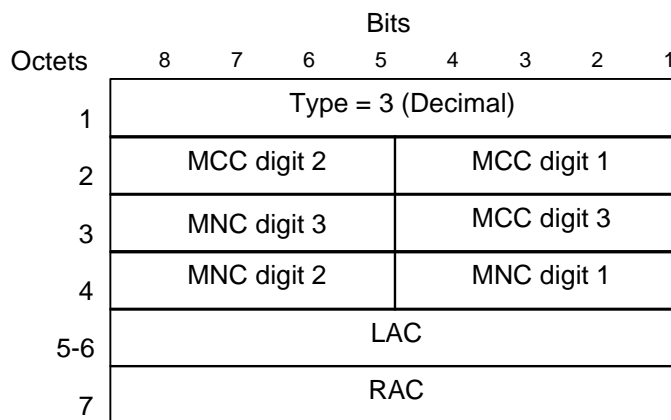 Bits
Octets 8 7 6 5 4 3 2 1
1 Type = 3 (Decimal)
2 MCC digit 2 MCC digit 1
3 MNC digit 3 MCC digit 3
4 MNC digit 2 MNC digit 1
5-6 LAC
7 RAC